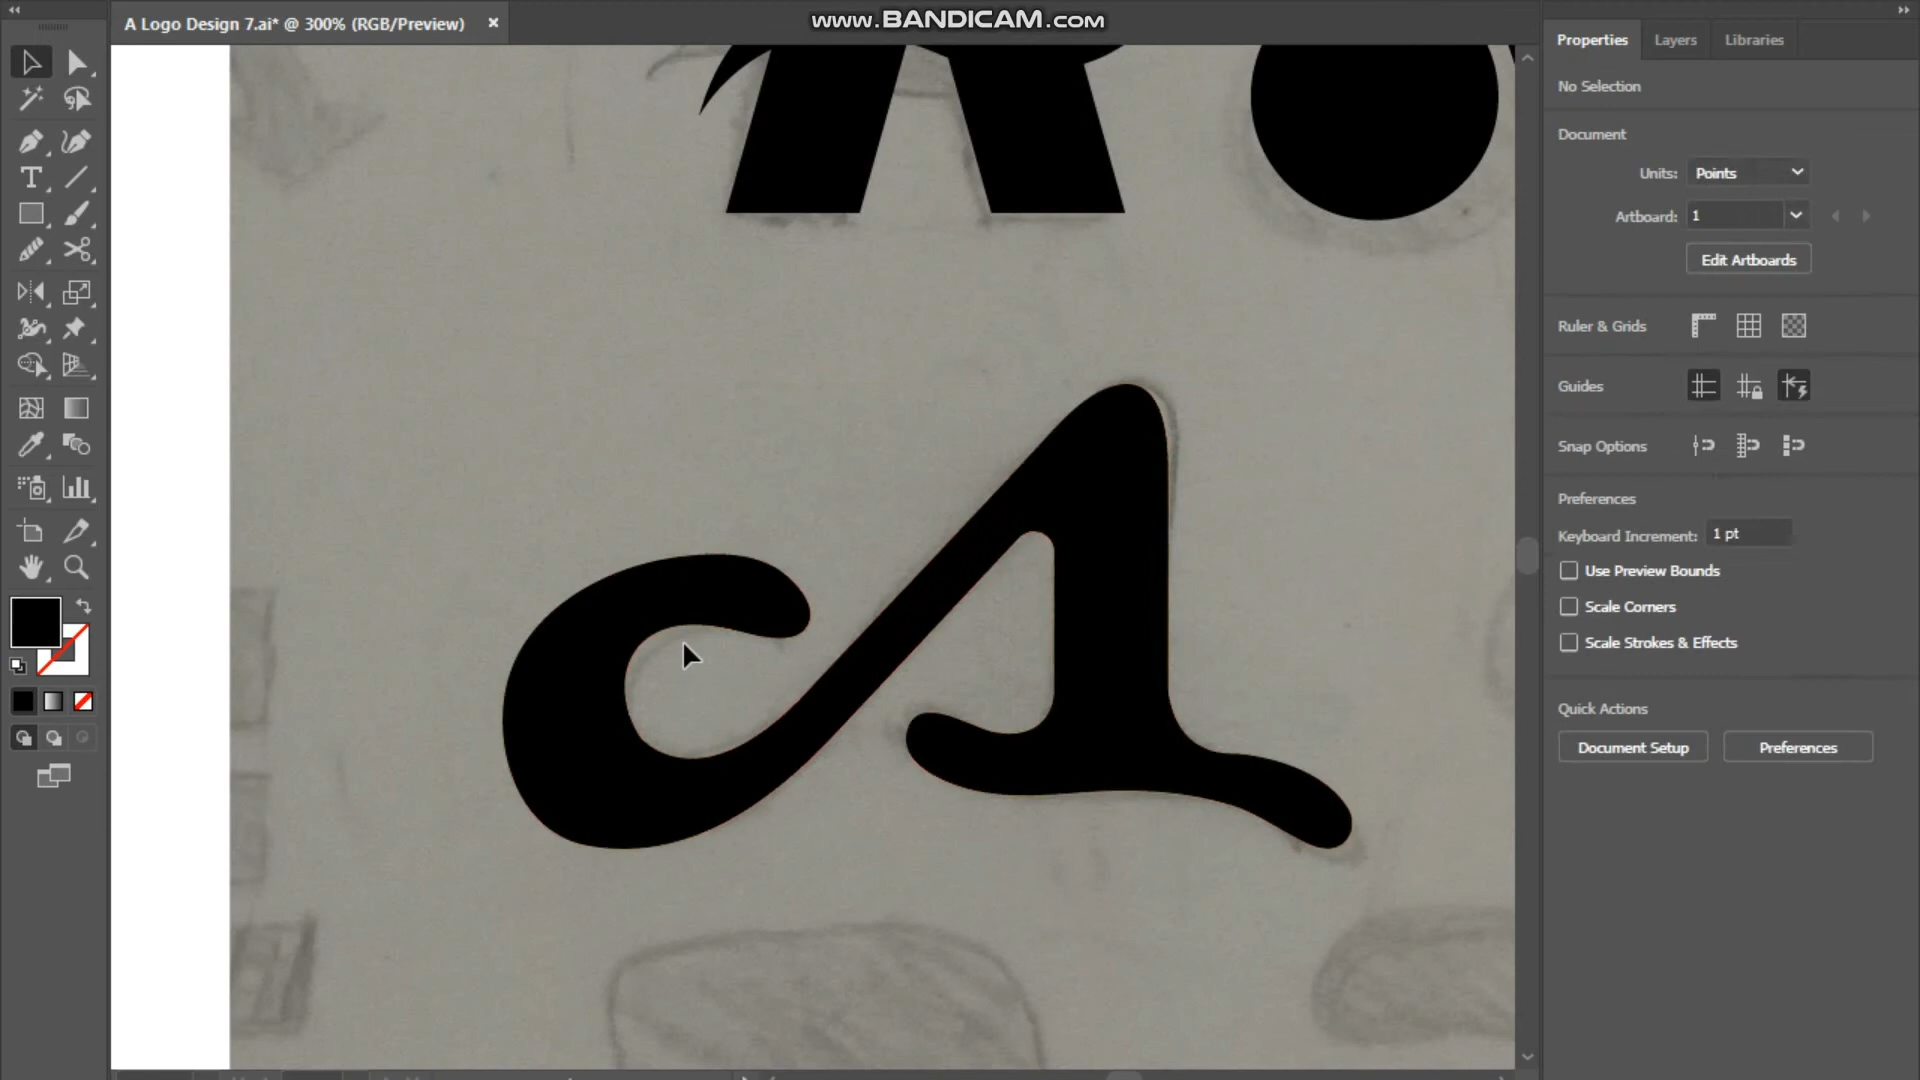 A Logo Design 7.ai* @ 300% (RGB/Preview)
www.BANDICAM.com
Properties
Layers
Libraries
No Selection
Document
Units: Points
Artboard: 1
Edit Artboards
Ruler & Grids
Guides
Snap Options
Preferences
Keyboard Increment: 1 pt
Use Preview Bounds
Scale Corners
Scale Strokes & Effects
Quick Actions
Document Setup
Preferences
A